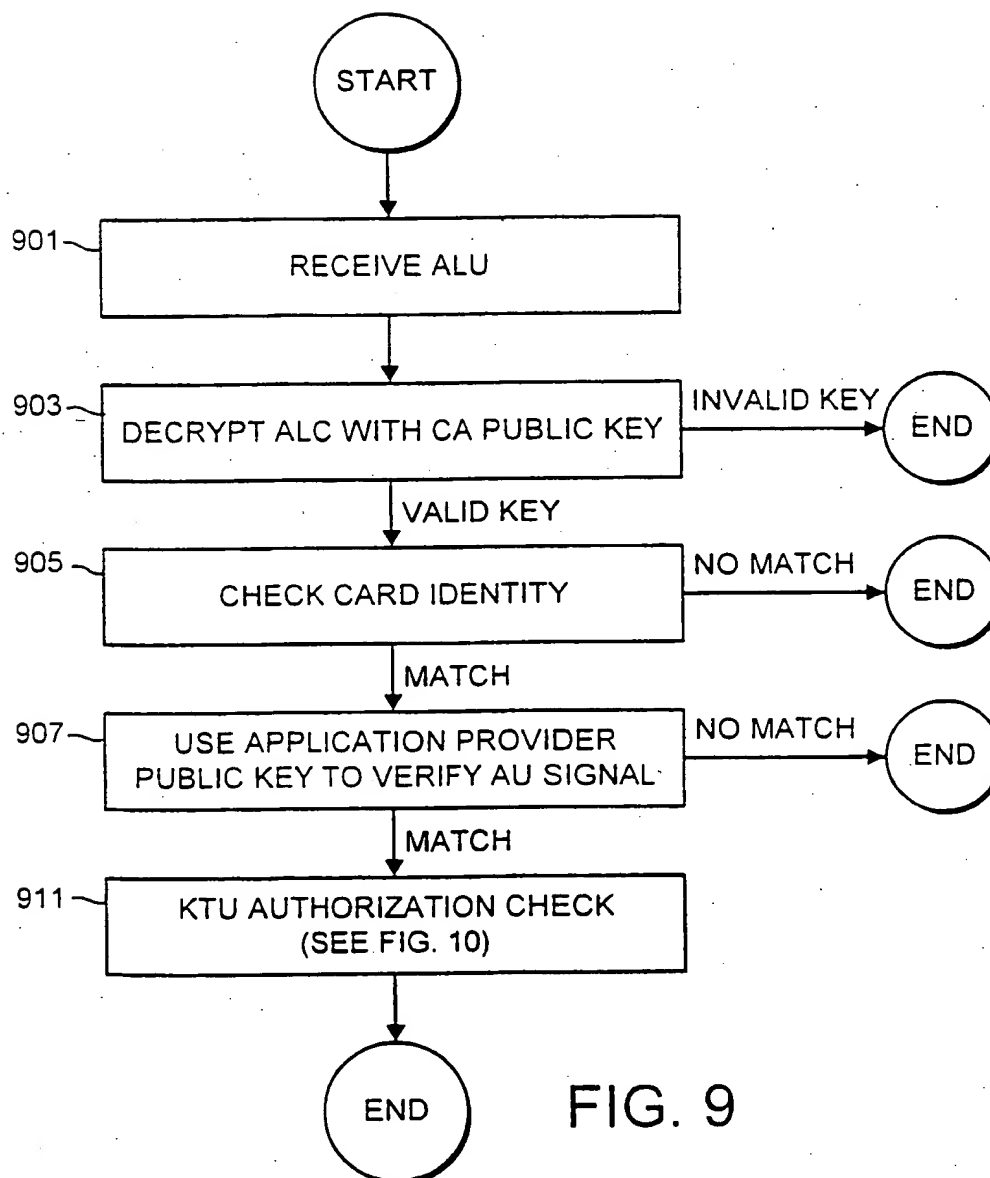 START
901
RECEIVE ALU
903
DECRYPT ALC WITH CA PUBLIC KEY
INVALID KEY
END
VALID KEY
905
CHECK CARD IDENTITY
NO MATCH
END
MATCH
907
USE APPLICATION PROVIDER
PUBLIC KEY TO VERIFY AU SIGNAL
NO MATCH
END
MATCH
911
KTU AUTHORIZATION CHECK
(SEE FIG. 10)
END
FIG. 9